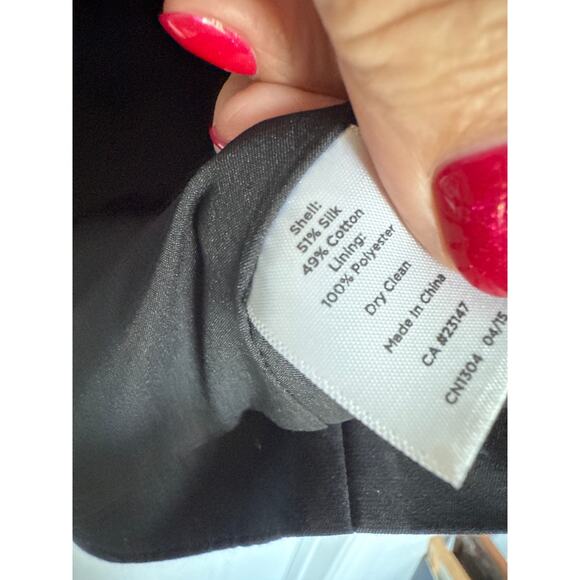 Shell:
51% Silk
49% Cotton
Lining:
100% Polyester
Dry Clean
Made In China
CA #23147
CN1304 04/15